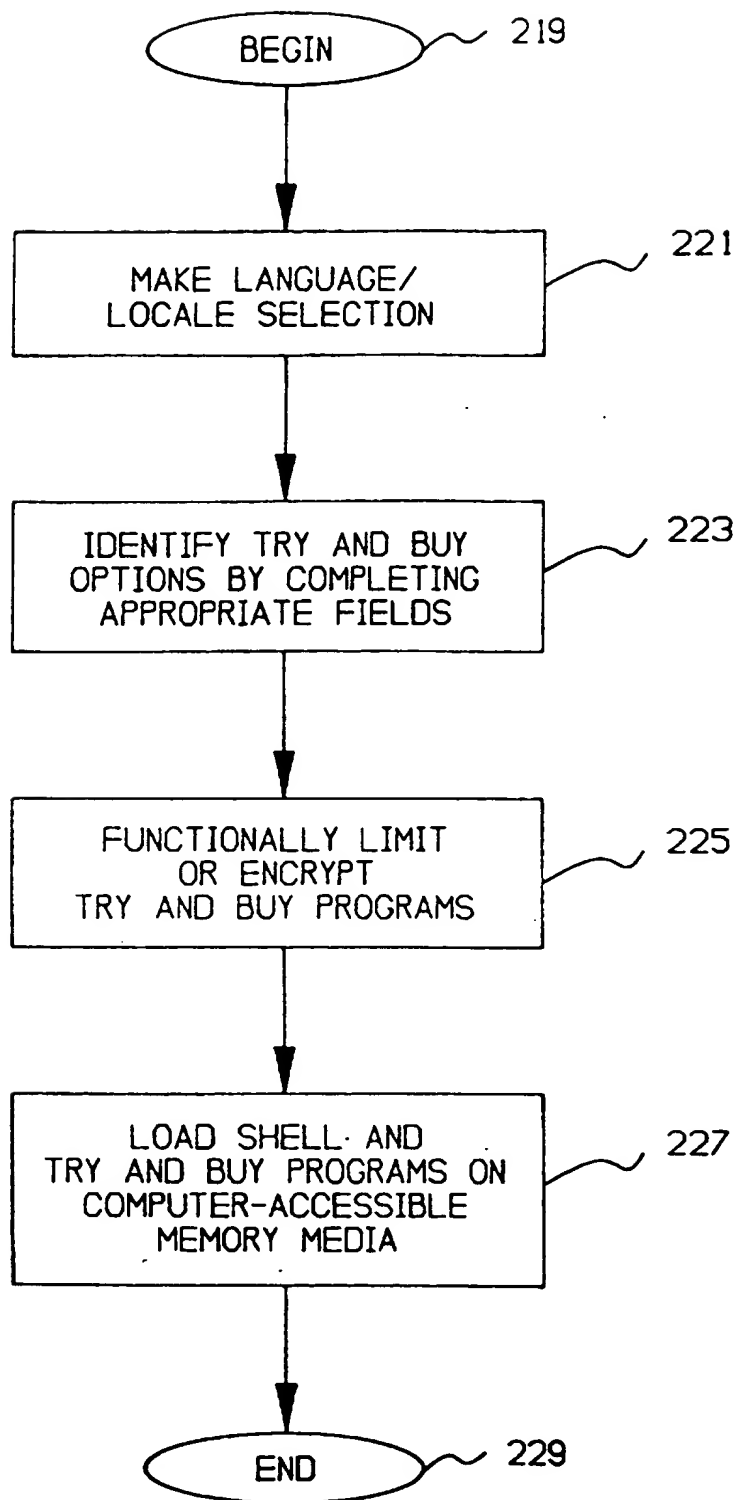 BEGIN
219
MAKE LANGUAGE/
LOCALE SELECTION
221
IDENTIFY TRY AND BUY
OPTIONS BY COMPLETING
APPROPRIATE FIELDS
223
FUNCTIONALLY LIMIT
OR ENCRYPT
TRY AND BUY PROGRAMS
225
LOAD SHELL AND
TRY AND BUY PROGRAMS ON
COMPUTER-ACCESSIBLE
MEMORY MEDIA
227
END
229